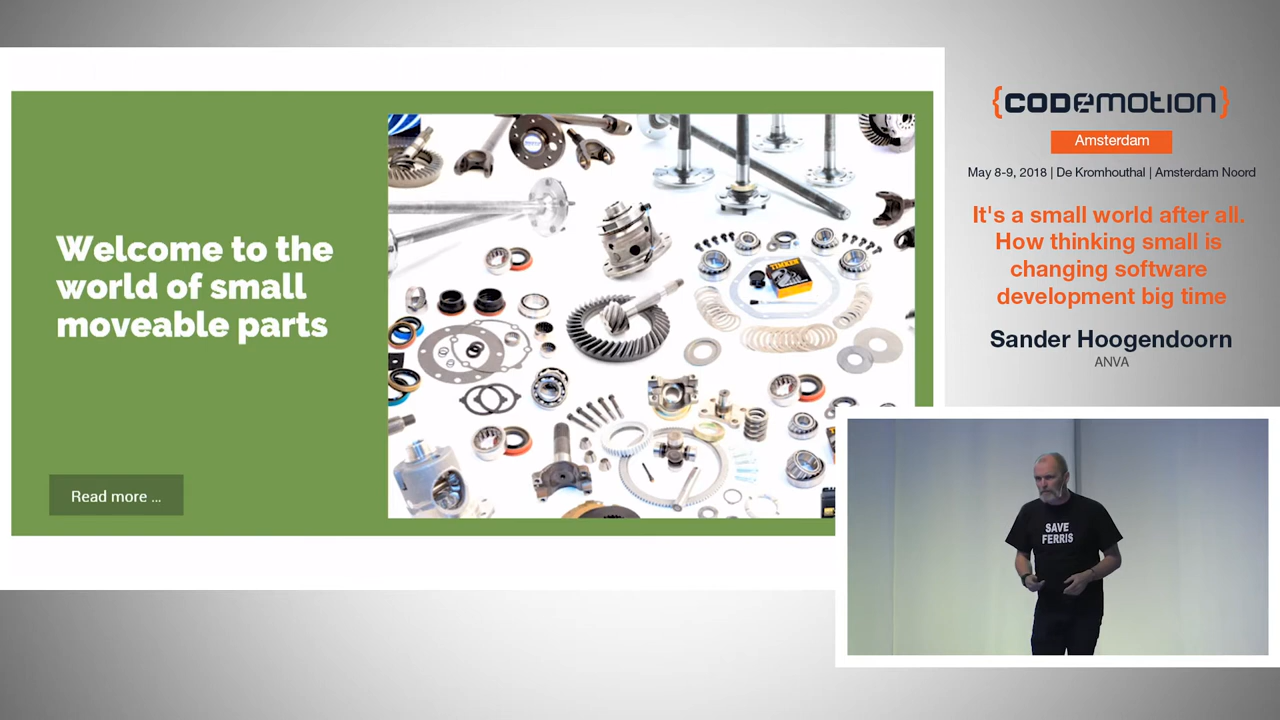 Welcome to the
world of small
moveable parts
Read more ...
TIMKEN
{CODEMOTION}
Amsterdam
May 8-9, 2018 | De Kromhouthal | Amsterdam Noord
It's a small world after all.
How thinking small is
changing software
development big time
Sander Hoogendoorn
ANVA
SAVE
FERRIS